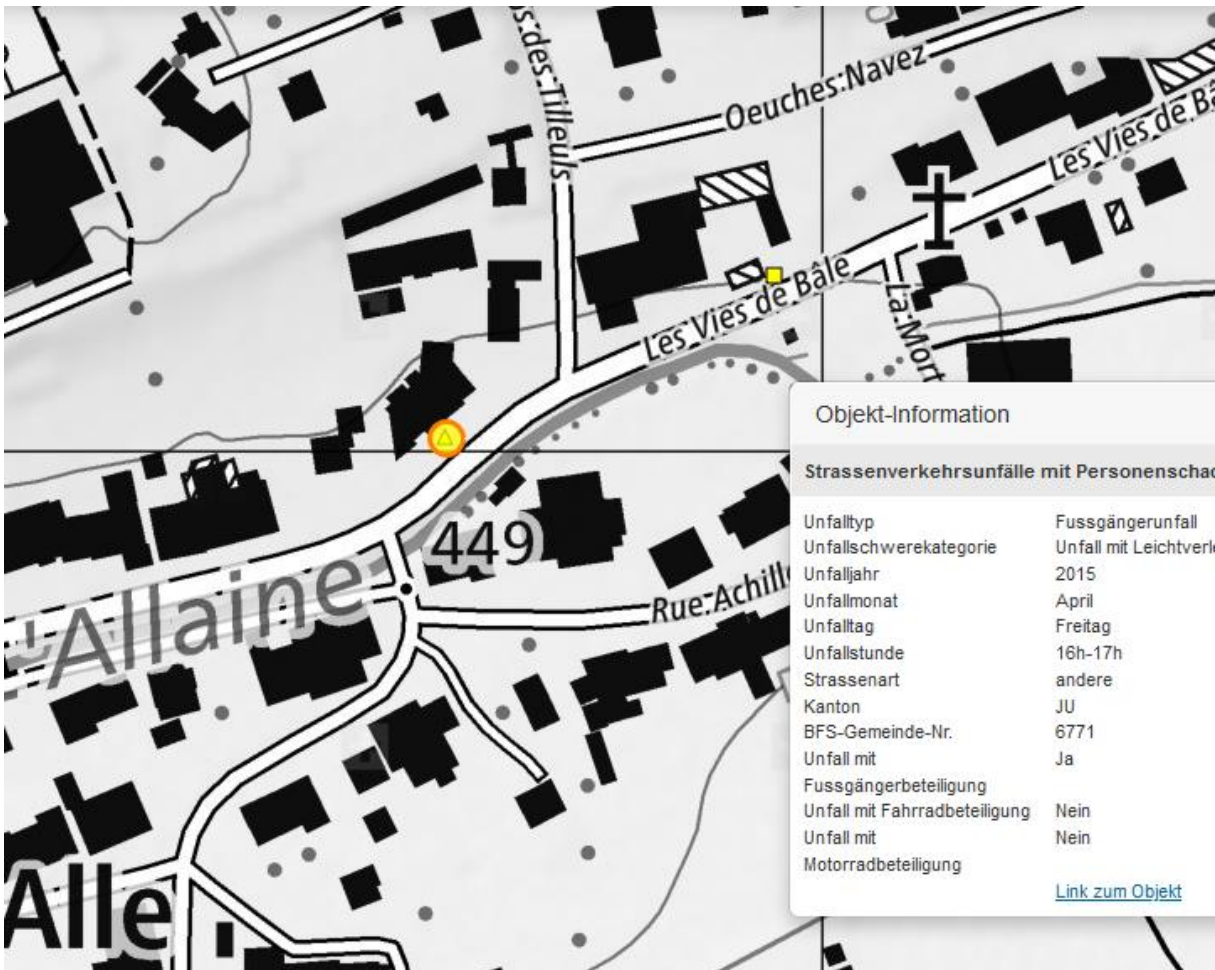 s des Tilleuls
Oeuches Navez
Les Vies de Bâ
Les Vies de Bâle
La Mort
449
'Allaine
Rue Achille
Alle
Objekt-Information
Strassenverkehrsunfälle mit Personenschad
Unfalltyp Fussgängerunfall
Unfallschwerekategorie Unfall mit Leichtverle
Unfalljahr 2015
Unfallmonat April
Unfalltag Freitag
Unfallstunde 16h-17h
Strassenart andere
Kanton JU
BFS-Gemeinde-Nr. 6771
Unfall mit Ja
Fussgängerbeteiligung
Unfall mit Fahrradbeteiligung Nein
Unfall mit Nein
Motorradbeteiligung
Link zum Objekt